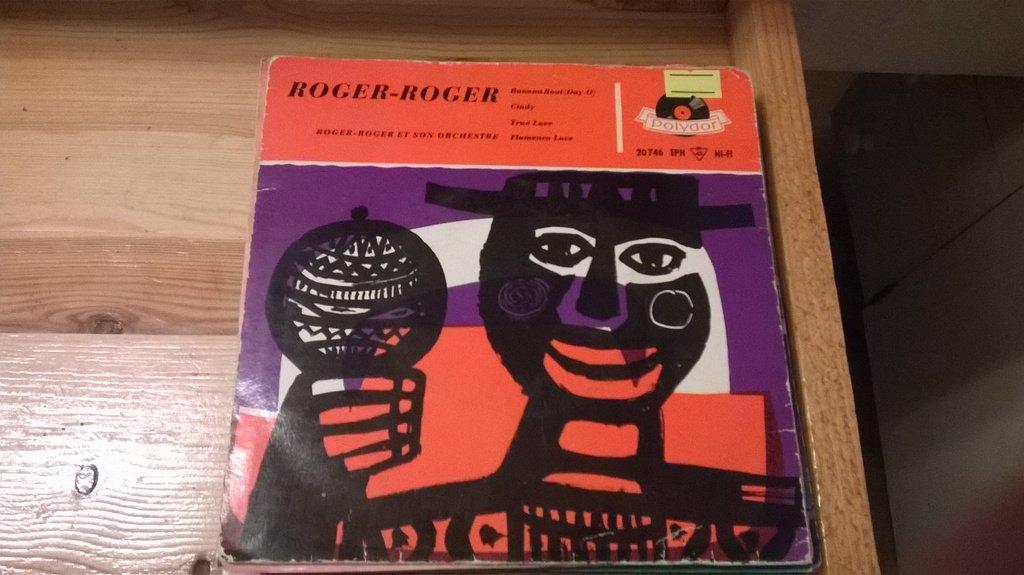 ROGER-ROGER
ROGER-ROGER ET SON ORCHESTRE
Banana Boat (Day-O)
Cindy
True Love
Flamenco Love
polydor
20746 EPH 45 HI-FI